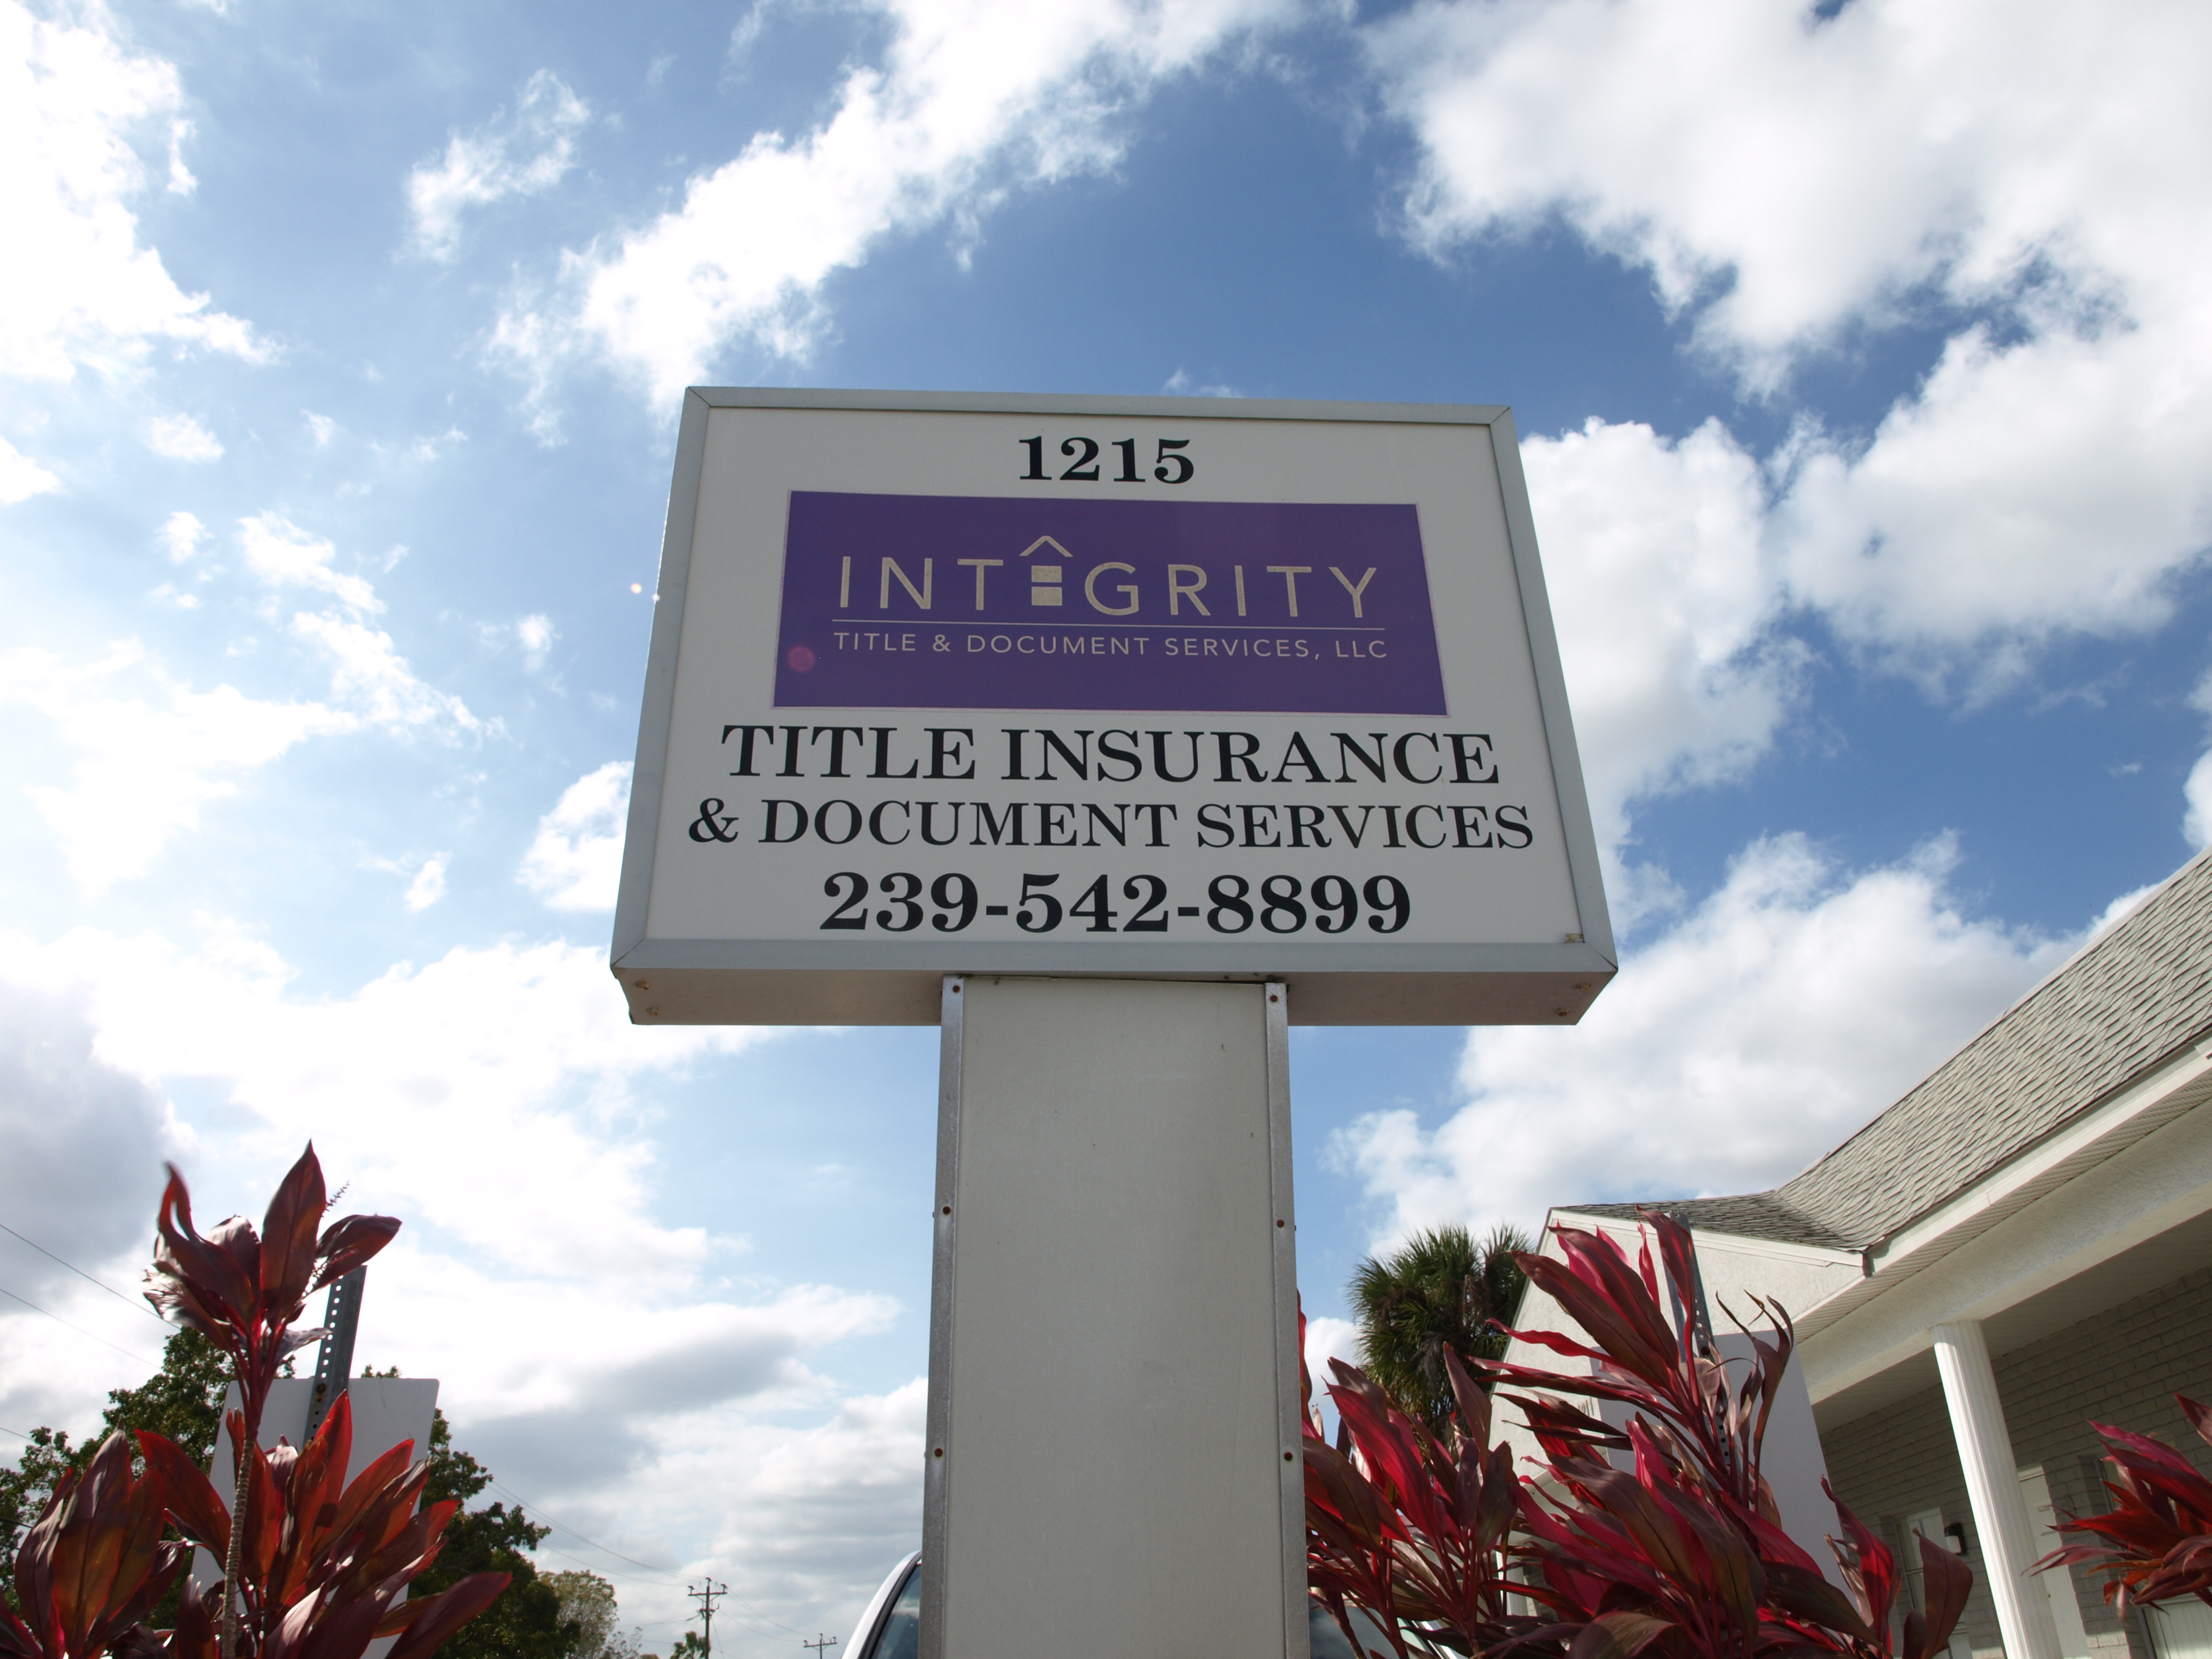 1215
INTEGRITY
TITLE & DOCUMENT SERVICES, LLC
TITLE INSURANCE
& DOCUMENT SERVICES
239-542-8899